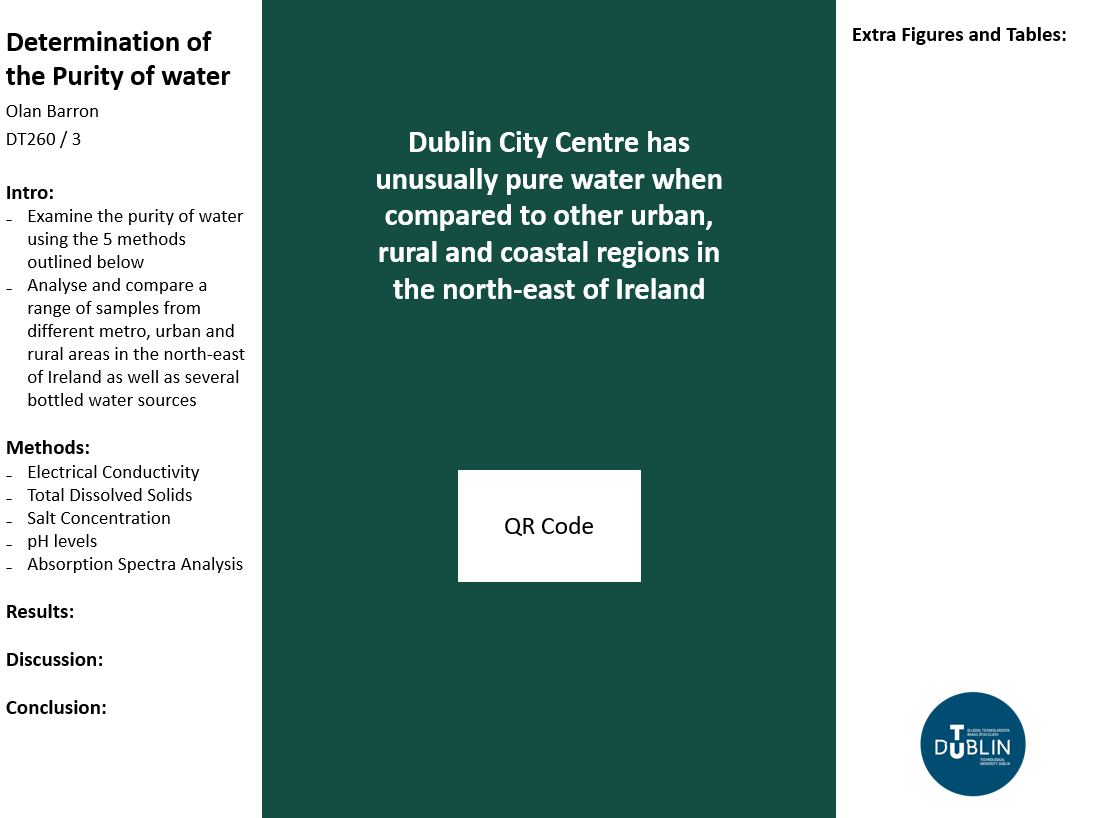 Determination of
the Purity of water
Olan Barron
DT260 / 3
Intro:
- Examine the purity of water
using the 5 methods
outlined below
- Analyse and compare a
range of samples from
different metro, urban and
rural areas in the north-east
of Ireland as well as several
bottled water sources
Methods:
- Electrical Conductivity
- Total Dissolved Solids
- Salt Concentration
- pH levels
- Absorption Spectra Analysis
Results:
Discussion:
Conclusion:
Dublin City Centre has
unusually pure water when
compared to other urban,
rural and coastal regions in
the north-east of Ireland
QR Code
Extra Figures and Tables:
OLLSCOIL TEICNEOLAÍOCHTA
BHAILE ÁTHA CLIATH
TU DUBLIN
TECHNOLOGICAL
UNIVERSITY DUBLIN